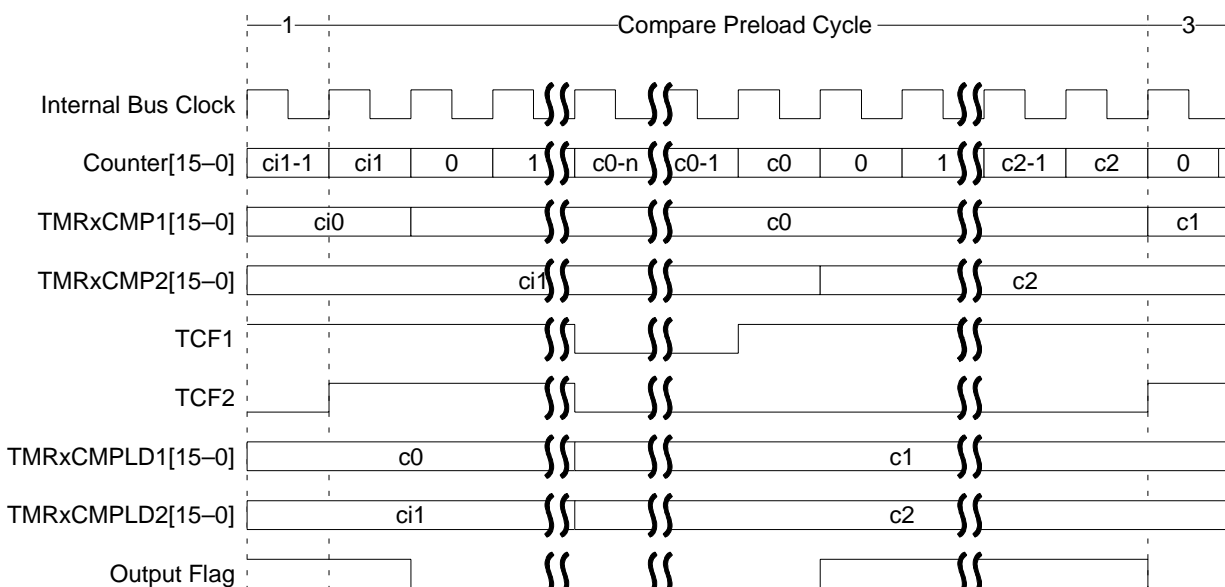 1 Compare Preload Cycle 3
Internal Bus Clock
Counter[15–0] ci1-1 ci1 0 1 c0-n c0-1 c0 0 1 c2-1 c2 0
TMRxCMP1[15–0] ci0 c0 c1
TMRxCMP2[15–0] ci1 c2
TCF1
TCF2
TMRxCMPLD1[15–0] c0 c1
TMRxCMPLD2[15–0] ci1 c2
Output Flag